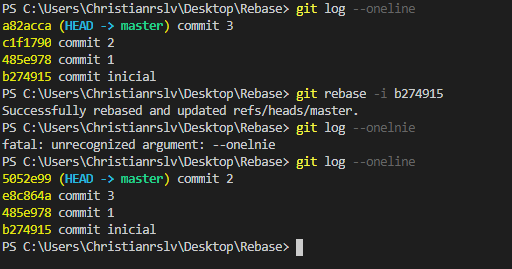 PS C:\Users\Christianrslv\Desktop\Rebase> git log --oneline
a82acca (HEAD -> master) commit 3
c1f1790 commit 2
485e978 commit 1
b274915 commit inicial
PS C:\Users\Christianrslv\Desktop\Rebase> git rebase -i b274915
Successfully rebased and updated refs/heads/master.
PS C:\Users\Christianrslv\Desktop\Rebase> git log --onelnie
fatal: unrecognized argument: --onelnie
PS C:\Users\Christianrslv\Desktop\Rebase> git log --oneline
5052e99 (HEAD -> master) commit 2
e8c864a commit 3
485e978 commit 1
b274915 commit inicial
PS C:\Users\Christianrslv\Desktop\Rebase>